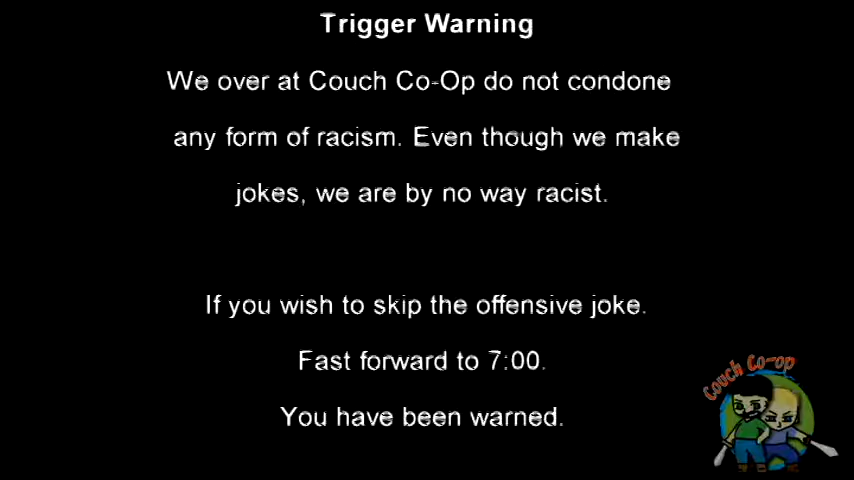 Trigger Warning
We over at Couch Co-Op do not condone
any form of racism. Even though we make
jokes, we are by no way racist.
If you wish to skip the offensive joke.
Fast forward to 7:00.
You have been warned.
Couch Co-op